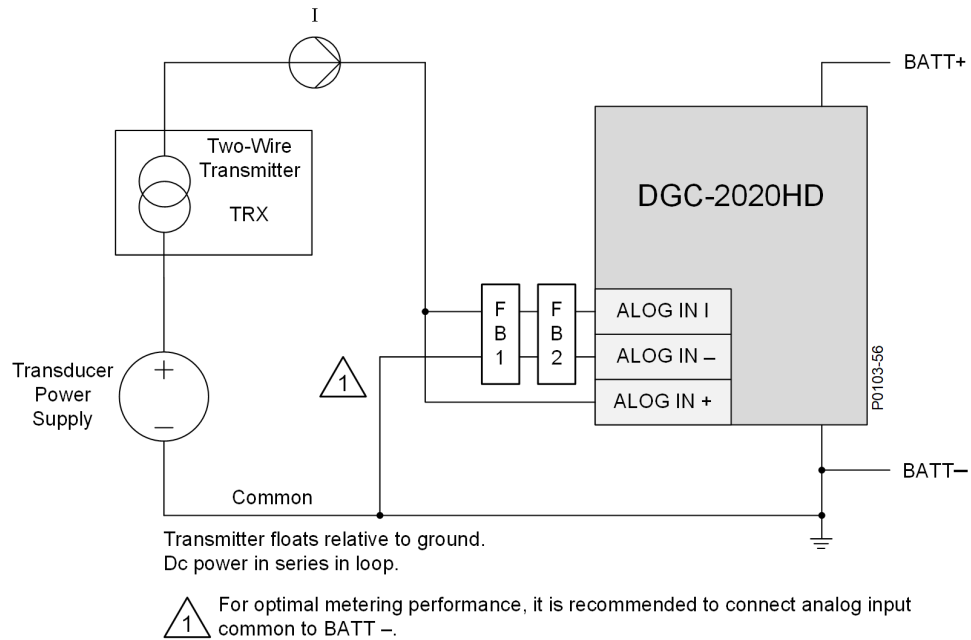 I
BATT+
Two-Wire
Transmitter
TRX
DGC-2020HD
F
B
1
F
B
2
ALOG IN I
ALOG IN –
ALOG IN +
1
Transducer
Power
Supply
+
–
P0103-56
BATT–
Common
Transmitter floats relative to ground.
Dc power in series in loop.
1
For optimal metering performance, it is recommended to connect analog input
common to BATT –.